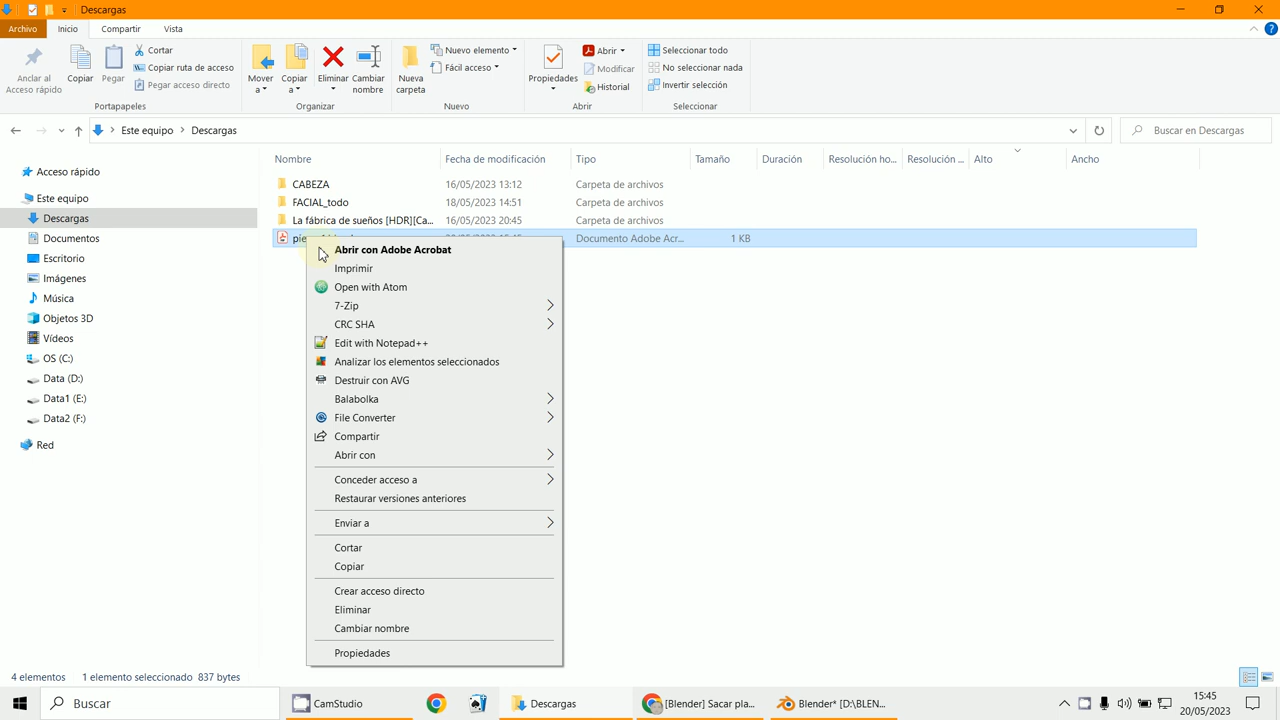 Descargas
Archivo Inicio Compartir Vista
Anclar al Acceso rápido
Copiar
Pegar
Cortar
Copiar ruta de acceso
Pegar acceso directo
Portapapeles
Mover a
Copiar a
Eliminar
Cambiar nombre
Organizar
Nueva carpeta
Nuevo elemento
Fácil acceso
Nuevo
Propiedades
Abrir
Modificar
Historial
Abrir
Seleccionar todo
No seleccionar nada
Invertir selección
Seleccionar
Este equipo > Descargas
Buscar en Descargas
Nombre Fecha de modificación Tipo Tamaño Duración Resolución ho... Resolución ... Alto Ancho
CABEZA 16/05/2023 13:12 Carpeta de archivos
FACIAL_todo 18/05/2023 14:51 Carpeta de archivos
La fábrica de sueños [HDR][Ca... 16/05/2023 20:45 Carpeta de archivos
Documento Adobe Acr... 1 KB
Acceso rápido
Este equipo
Descargas
Documentos
Escritorio
Imágenes
Música
Objetos 3D
Vídeos
OS (C:)
Data (D:)
Data1 (E:)
Data2 (F:)
Red
Abrir con Adobe Acrobat
Imprimir
Open with Atom
7-Zip
CRC SHA
Edit with Notepad++
Analizar los elementos seleccionados
Destruir con AVG
Balabolka
File Converter
Compartir
Abrir con
Conceder acceso a
Restaurar versiones anteriores
Enviar a
Cortar
Copiar
Crear acceso directo
Eliminar
Cambiar nombre
Propiedades
4 elementos 1 elemento seleccionado 837 bytes
Buscar
CamStudio
Descargas
[Blender] Sacar pla...
Blender* [D:\BLEN...
15:45
20/05/2023